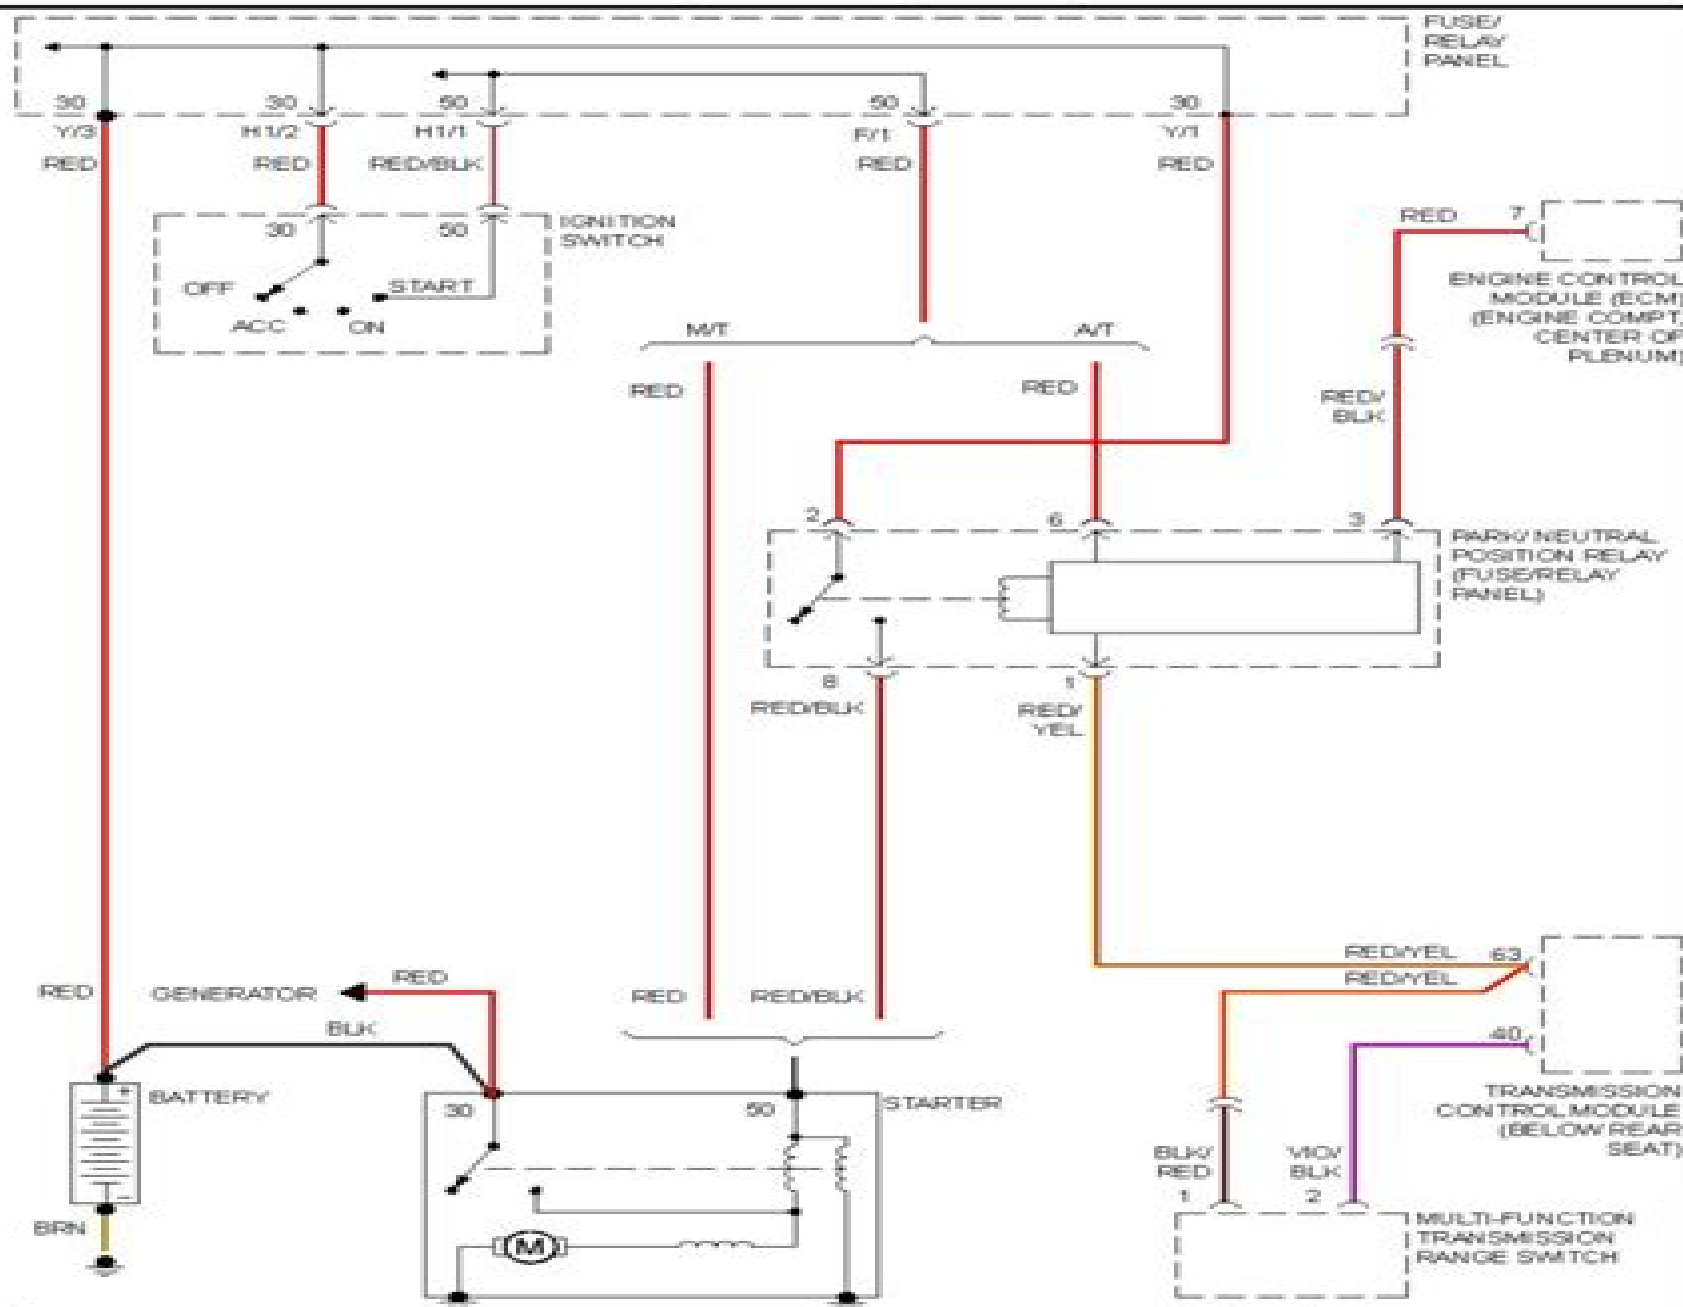 FUSE/
RELAY
PANEL
30
30
50
50
30
Y/3
H1/2
H1/1
F/1
Y/1
RED
RED
RED/BLK
RED
RED
30
50
IGNITION
SWITCH
OFF
START
ACC
ON
RED
7
ENGINE CONTROL
MODULE (ECM)
(ENGINE COMPT,
CENTER OF
PLENUM)
M/T
A/T
RED
RED
RED/
BLK
2
6
3
PARK/NEUTRAL
POSITION RELAY
(FUSE/RELAY
PANEL)
8
1
RED/BLK
RED/
YEL
RED/YEL
63
RED/YEL
40
TRANSMISSION
CONTROL MODULE
(BELOW REAR
SEAT)
RED
GENERATOR
RED
BLK
RED
RED/BLK
BATTERY
+
-
BRN
30
50
STARTER
M
BLK/
RED
VIO/
BLK
1
2
MULTI-FUNCTION
TRANSMISSION
RANGE SWITCH